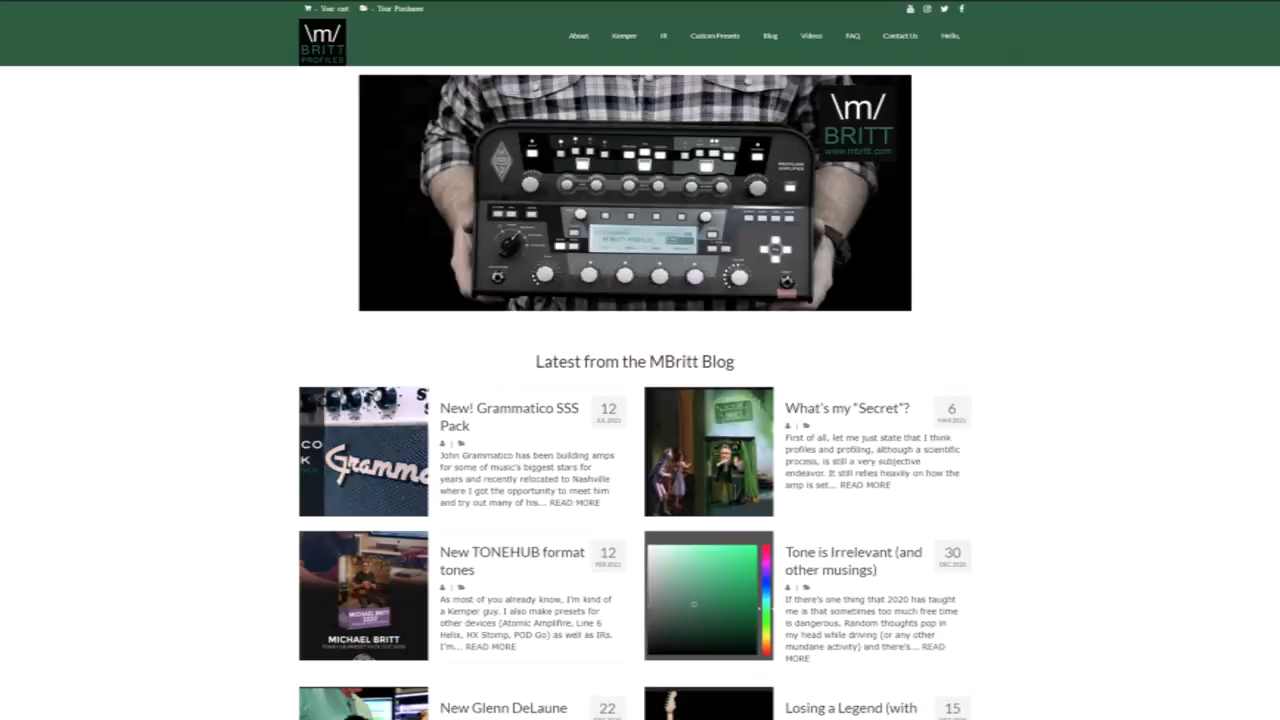 Your cart
Your Purchases
\m/
BRITT
PROFILES
About
Kemper
IR
Custom Presets
Blog
Videos
FAQ
Contact Us
Hello,
\m/
BRITT
www.mbritt.com
Latest from the MBritt Blog
New! Grammatico SSS
Pack
12
JUL 2021
John Grammatico has been building amps
for some of music's biggest stars for
years and recently relocated to Nashville
where I got the opportunity to meet him
and try out many of his... READ MORE
What's my "Secret"?
6
MAR 2021
First of all, let me just state that I think
profiles and profiling, although a scientific
process, is still a very subjective
endeavor. It still relies heavily on how the
amp is set... READ MORE
New TONEHUB format
tones
12
FEB 2021
As most of you already know, I'm kind of
a Kemper guy. I also make presets for
other devices (Atomic Amplifire, Line 6
Helix, HX Stomp, POD Go) as well as IRs.
I'm... READ MORE
MICHAEL BRITT
Tone is Irrelevant (and
other musings)
30
DEC 2020
If there's one thing that 2020 has taught
me is that sometimes too much free time
is dangerous. Random thoughts pop in
my head while driving (or any other
mundane activity) and there's... READ
MORE
New Glenn DeLaune
22
Losing a Legend (with
15